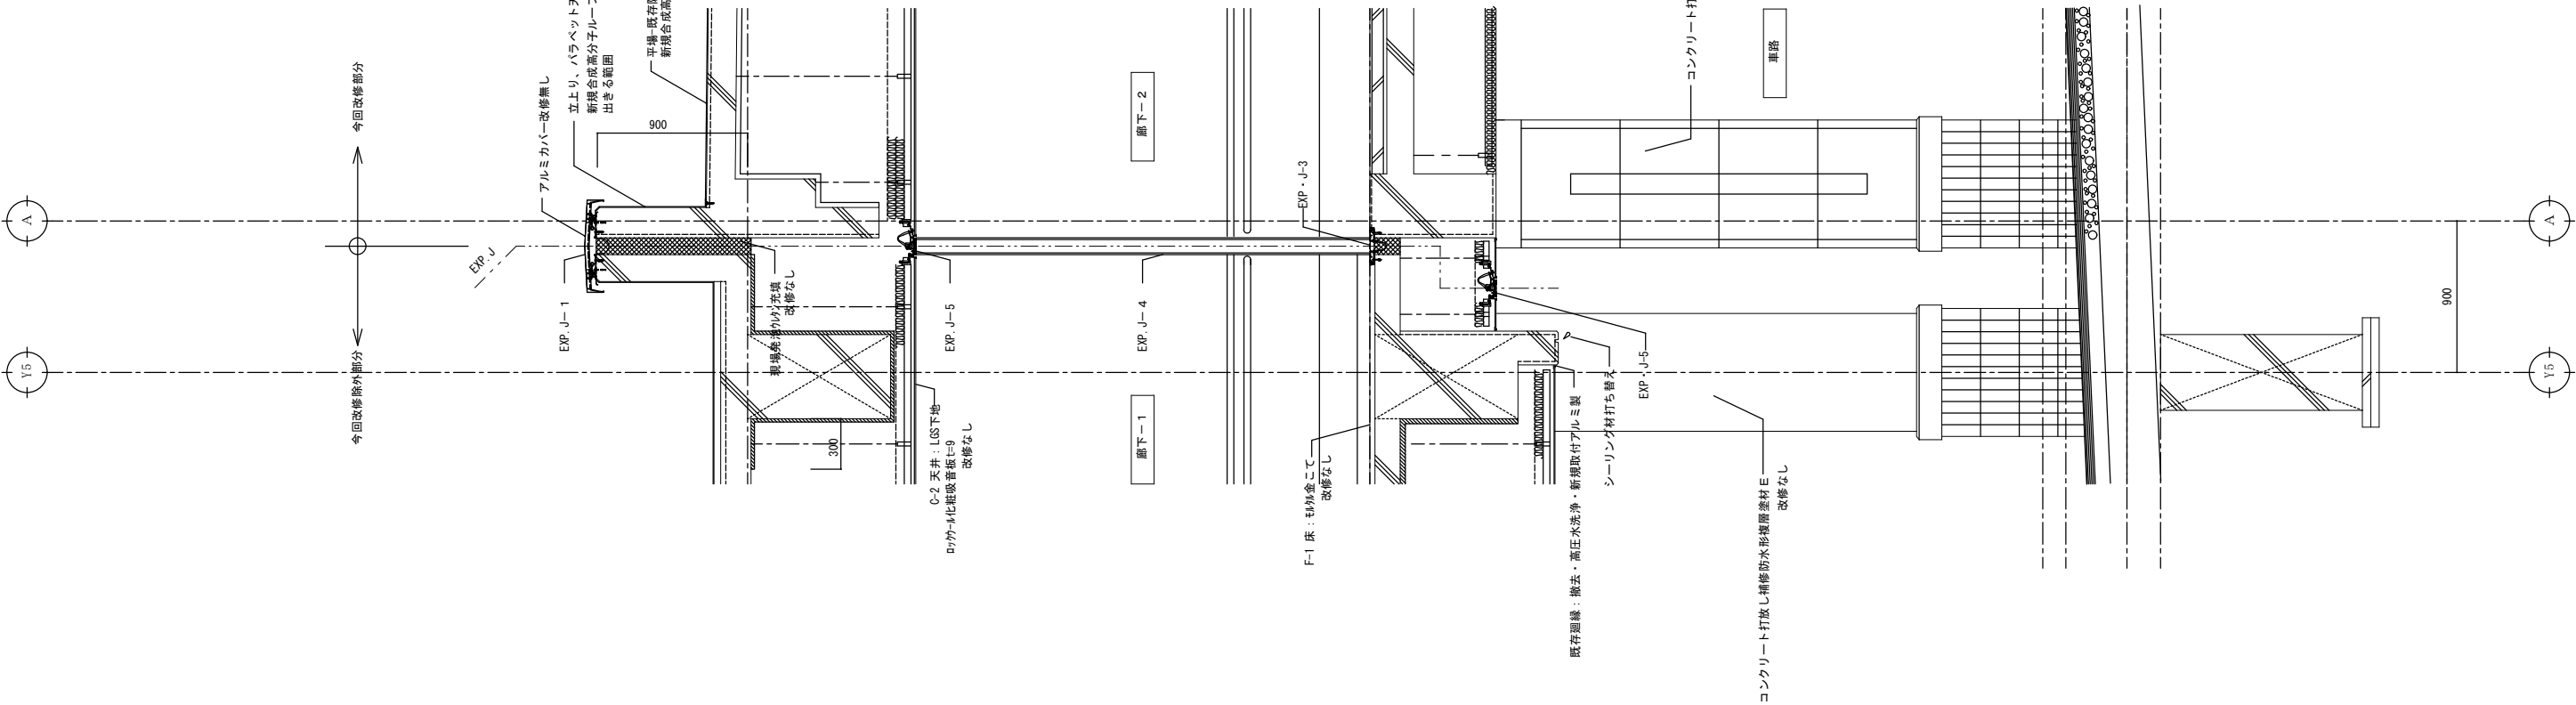 A
Y5
今回改修部分
今回改修除外部分
EXP.J
アルミカバー改修無し
EXP.J－1
立上り、パラペット
新規合成高分子ルーフ
出きる範囲
900
平場-既存
新規合成高
現場発泡ｳﾚﾀﾝ充填
改修なし
300
C-2 天井：LGS下地
ﾛｯｸｳｰﾙ化粧吸音板t=9
改修なし
EXP.J－5
廊下－2
廊下－1
EXP.J－4
EXP・J-3
F-1 床：ﾓﾙﾀﾙ金こて
改修なし
既存廻縁：撤去・高圧水洗浄・新規取付アルミ製
シーリング材打ち替え
EXP・J-5
コンクリート打
車路
コンクリート打放し補修防水形複層塗材E
改修なし
900
A
Y5